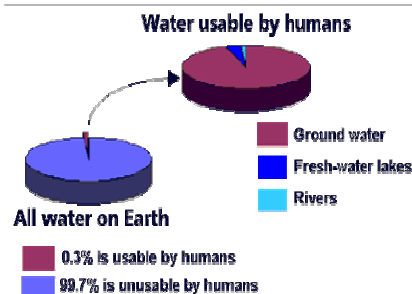 Water usable by humans
Ground water
Fresh-water lakes
Rivers
All water on Earth
0.3% is usable by humans
99.7% is unusable by humans